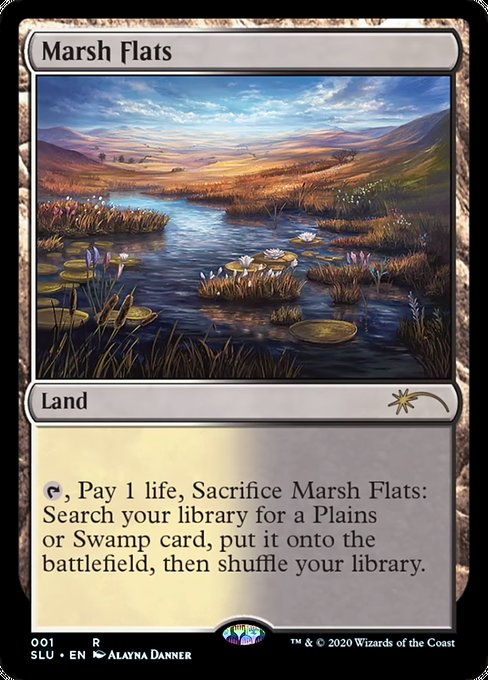 Marsh Flats
Land
, Pay 1 life, Sacrifice Marsh Flats:
Search your library for a Plains
or Swamp card, put it onto the
battlefield, then shuffle your library.
001 R
SLU • EN Alayna Danner
™ & © 2020 Wizards of the Coast